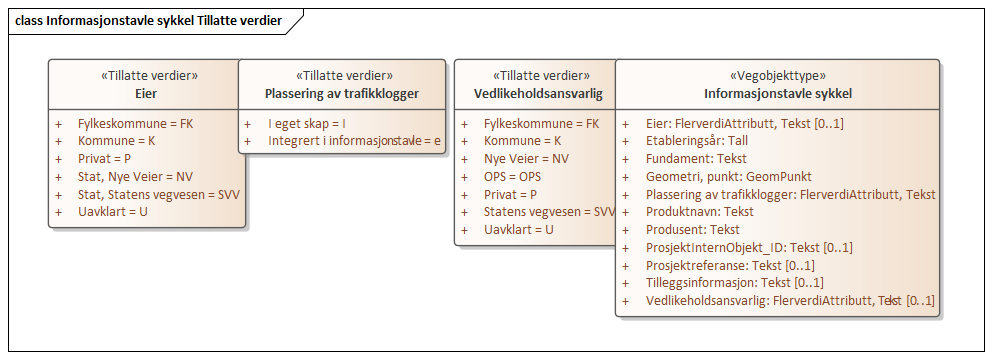 class Informasjonstavle sykkel Tillatte verdier
«Tillatte verdier»
Eier
+ Fylkeskommune = FK
+ Kommune = K
+ Privat = P
+ Stat, Nye Veier = NV
+ Stat, Statens vegvesen = SVV
+ Uavklart = U
«Tillatte verdier»
Plassering av trafikklogger
+ I eget skap = I
+ Integrert i informasjonstavle = e
«Tillatte verdier»
Vedlikeholdsansvarlig
+ Fylkeskommune = FK
+ Kommune = K
+ Nye Veier = NV
+ OPS = OPS
+ Privat = P
+ Statens vegvesen = SVV
+ Uavklart = U
«Vegobjekttype»
Informasjonstavle sykkel
+ Eier: FlerverdiAttributt, Tekst [0..1]
+ Etableringsår: Tall
+ Fundament: Tekst
+ Geometri, punkt: GeomPunkt
+ Plassering av trafikklogger: FlerverdiAttributt, Tekst
+ Produktnavn: Tekst
+ Produsent: Tekst
+ ProsjektInternObjekt_ID: Tekst [0..1]
+ Prosjektreferanse: Tekst [0..1]
+ Tilleggsinformasjon: Tekst [0..1]
+ Vedlikeholdsansvarlig: FlerverdiAttributt, Tekst [0..1]